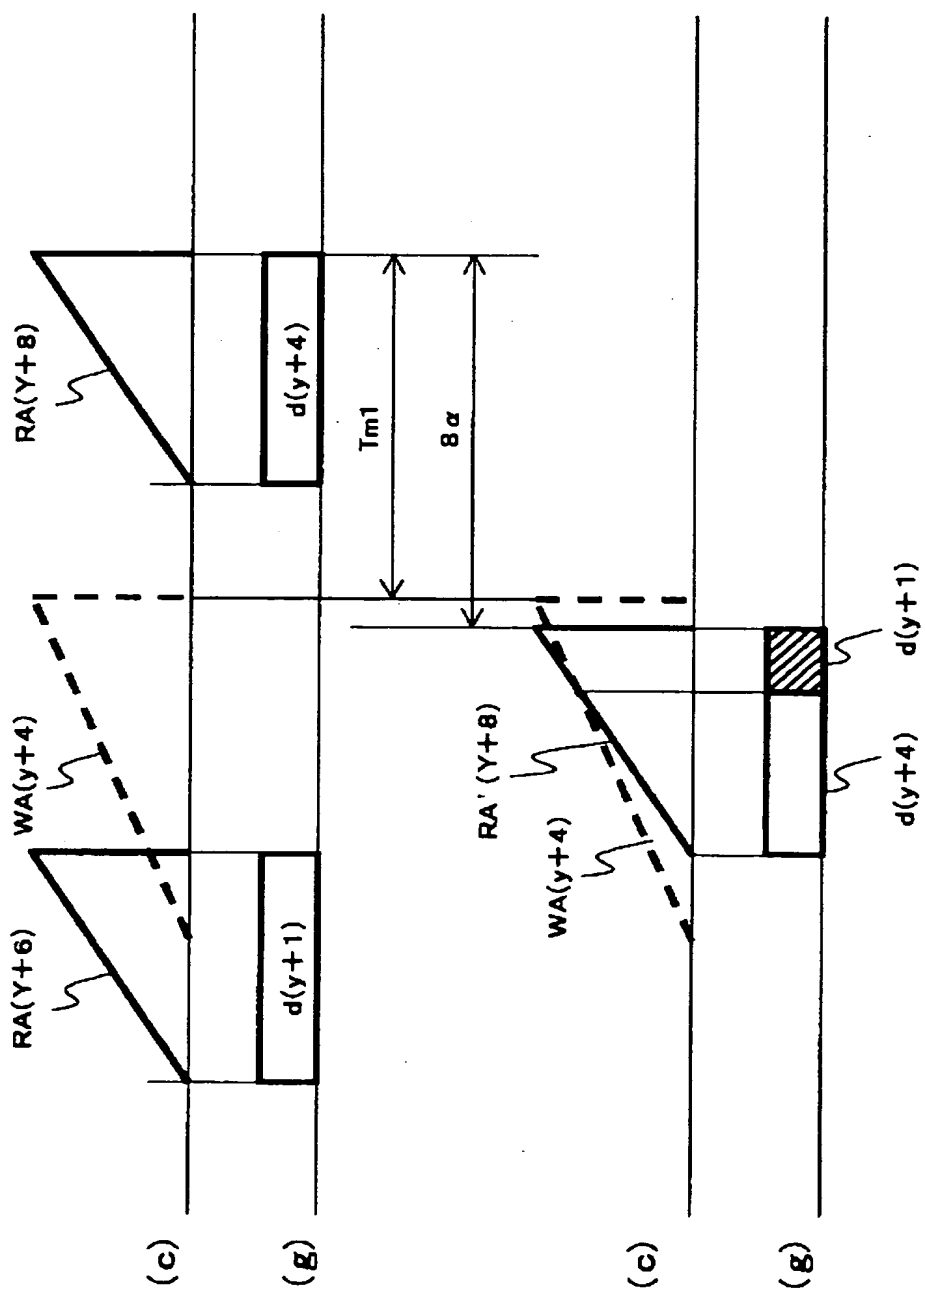 RA(Y+6)
WA(y+4)
RA(Y+8)
(c)
(g)
d(y+1)
d(y+4)
Tm1
8α
RA'(Y+8)
WA(y+4)
(c)
(g)
d(y+4)
d(y+1)